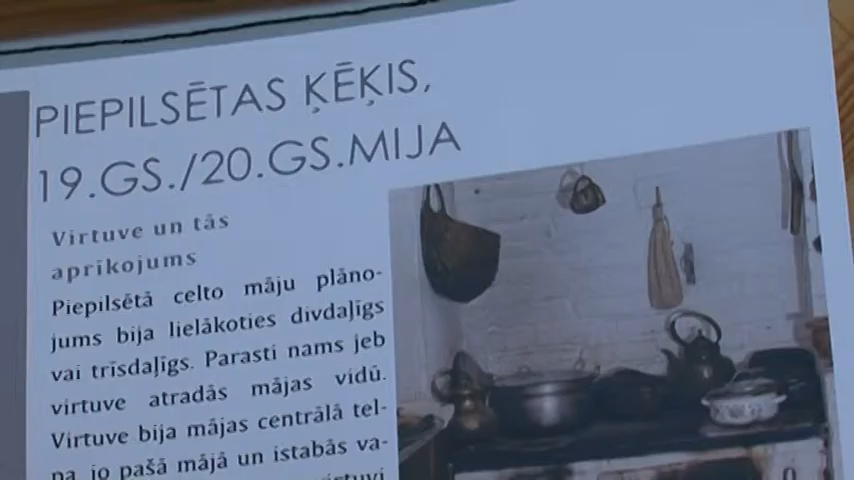 PIEPILSĒTAS ĶĒĶIS,
19.GS./20.GS.MIJA
Virtuve un tās
aprīkojums
Piepilsētā celto māju plāno-
jums bija lielākoties divdaļīgs
vai trīsdaļīgs. Parasti nams jeb
virtuve atradās mājas vidū.
Virtuve bija mājas centrālā tel-
pa, jo pašā mājā un istabās va-